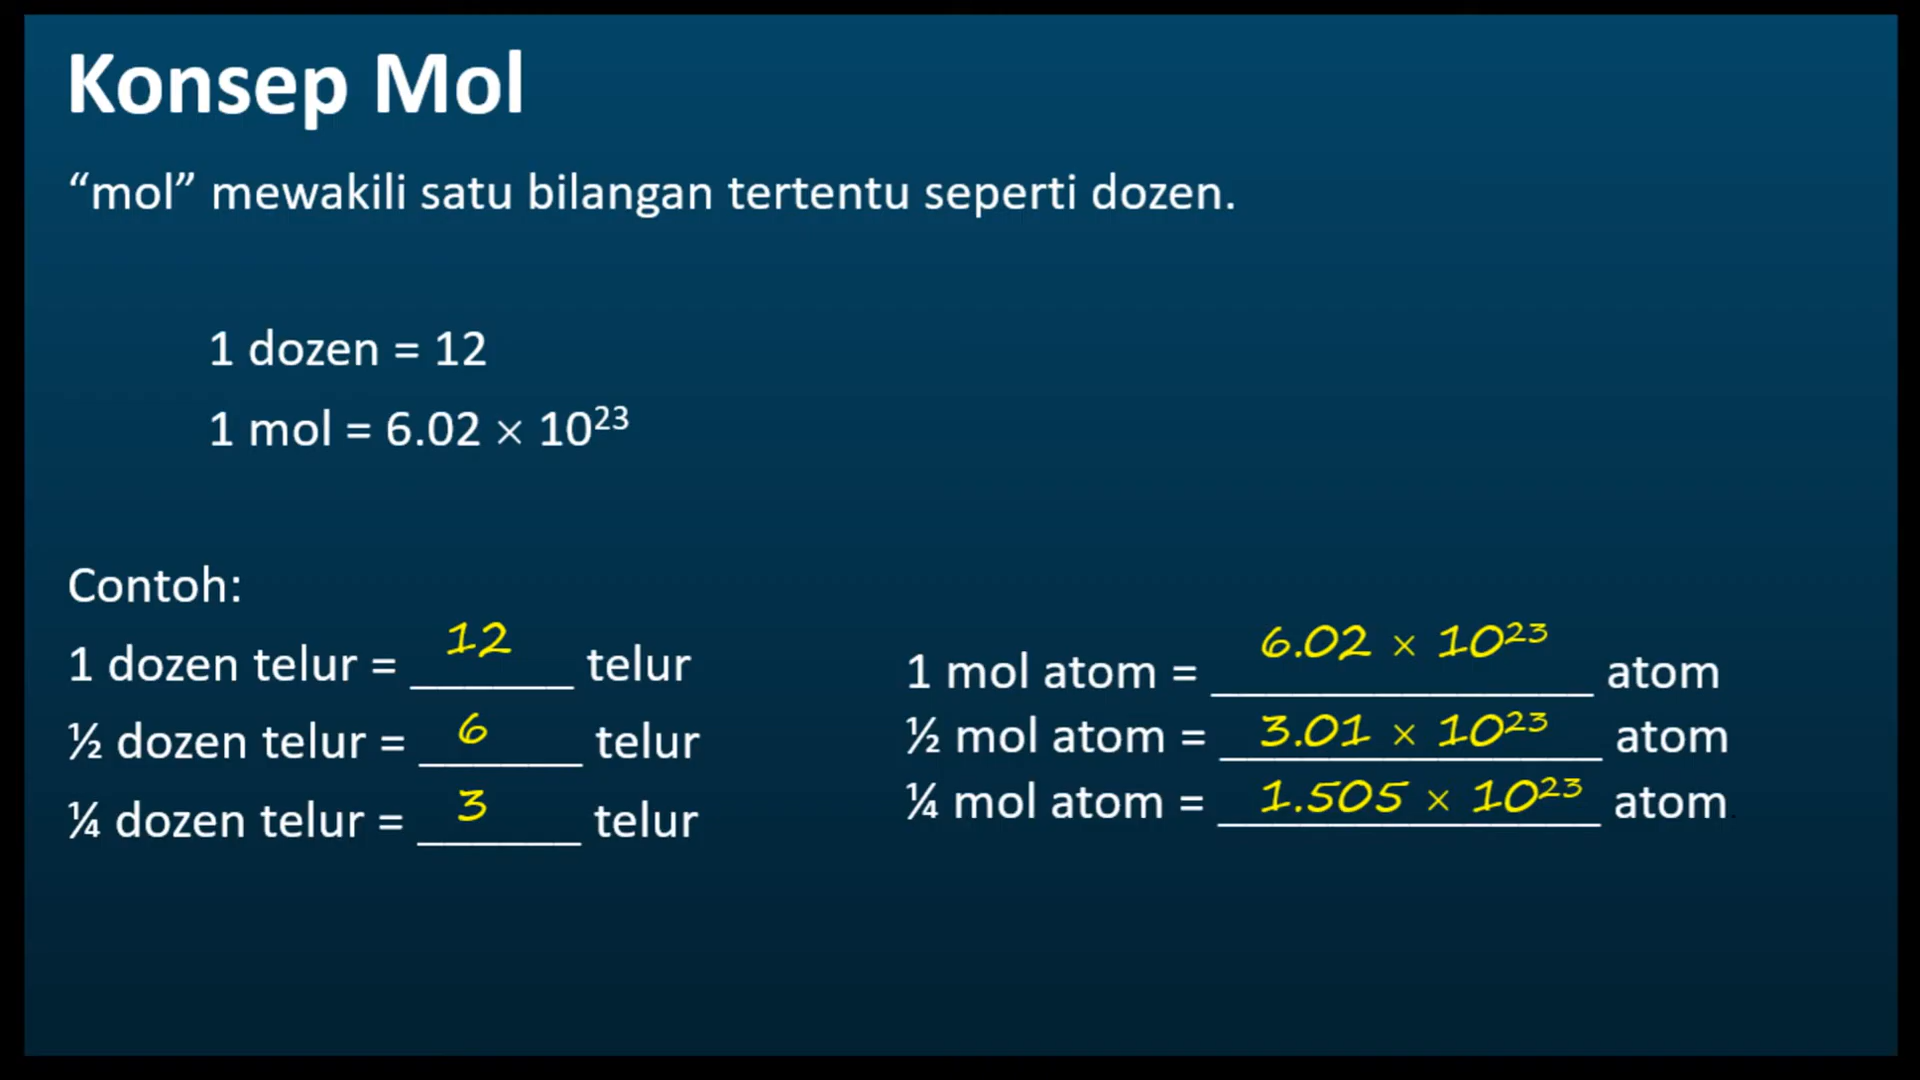 Konsep Mol
“mol” mewakili satu bilangan tertentu seperti dozen.
1 dozen = 12
1 mol = 6.02 × 10²³
Contoh:
1 dozen telur = 12 telur
½ dozen telur = 6 telur
¼ dozen telur = 3 telur
1 mol atom = 6.02 × 10²³ atom
½ mol atom = 3.01 × 10²³ atom
¼ mol atom = 1.505 × 10²³ atom